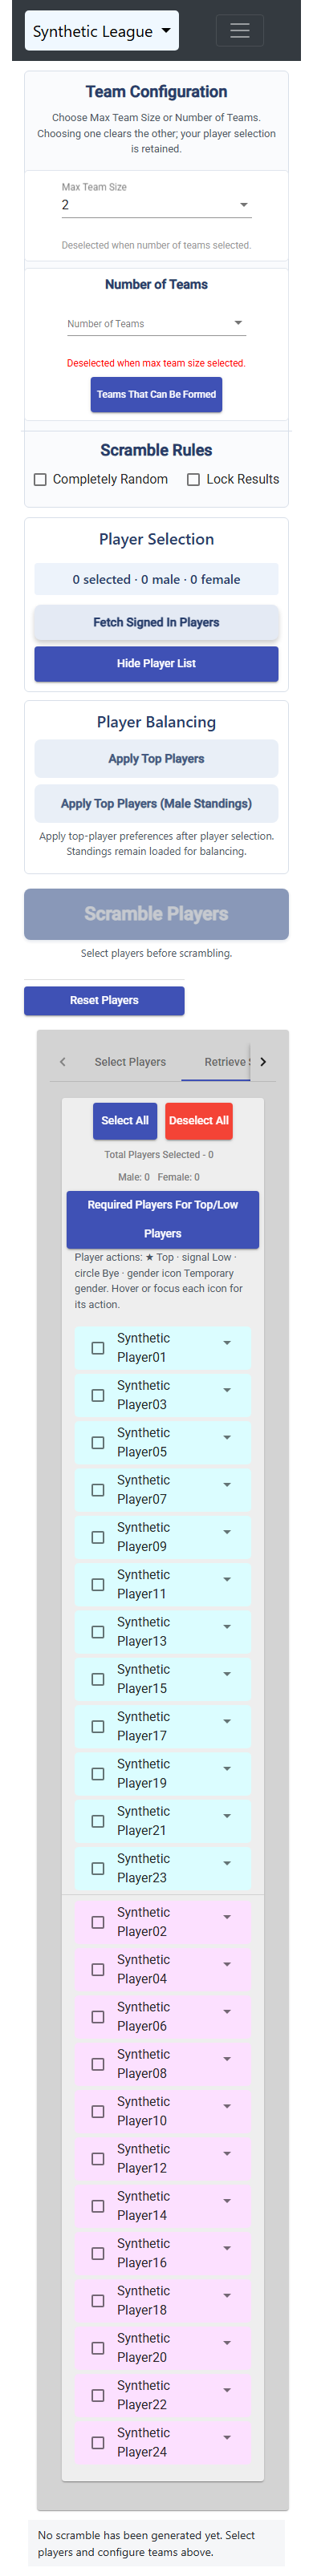 Synthetic League
Team Configuration
Choose Max Team Size or Number of Teams.
Choosing one clears the other; your player selection
is retained.
Max Team Size
2
Deselected when number of teams selected.
Number of Teams
Number of Teams
Deselected when max team size selected.
Teams That Can Be Formed
Scramble Rules
Completely Random
Lock Results
Player Selection
0 selected · 0 male · 0 female
Fetch Signed In Players
Hide Player List
Player Balancing
Apply Top Players
Apply Top Players (Male Standings)
Apply top-player preferences after player selection.
Standings remain loaded for balancing.
Scramble Players
Select players before scrambling.
Reset Players
Select Players
Retrieve
Select All
Deselect All
Total Players Selected - 0
Male: 0 Female: 0
Required Players For Top/Low
Players
Player actions: ★ Top · signal Low ·
circle Bye · gender icon Temporary
gender. Hover or focus each icon for
its action.
Synthetic
Player01
Synthetic
Player03
Synthetic
Player05
Synthetic
Player07
Synthetic
Player09
Synthetic
Player11
Synthetic
Player13
Synthetic
Player15
Synthetic
Player17
Synthetic
Player19
Synthetic
Player21
Synthetic
Player23
Synthetic
Player02
Synthetic
Player04
Synthetic
Player06
Synthetic
Player08
Synthetic
Player10
Synthetic
Player12
Synthetic
Player14
Synthetic
Player16
Synthetic
Player18
Synthetic
Player20
Synthetic
Player22
Synthetic
Player24
No scramble has been generated yet. Select
players and configure teams above.